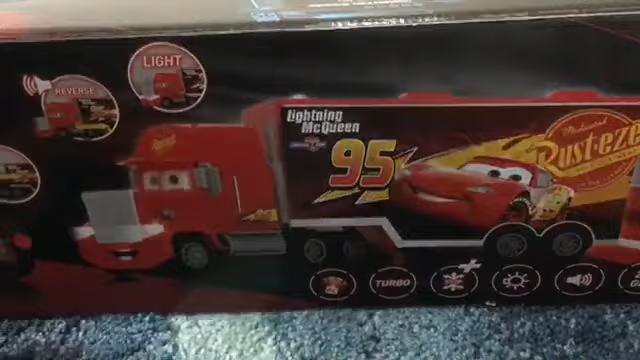 LIGHT
REVERSE
Lightning
McQueen
95
Rust-eze
TURBO